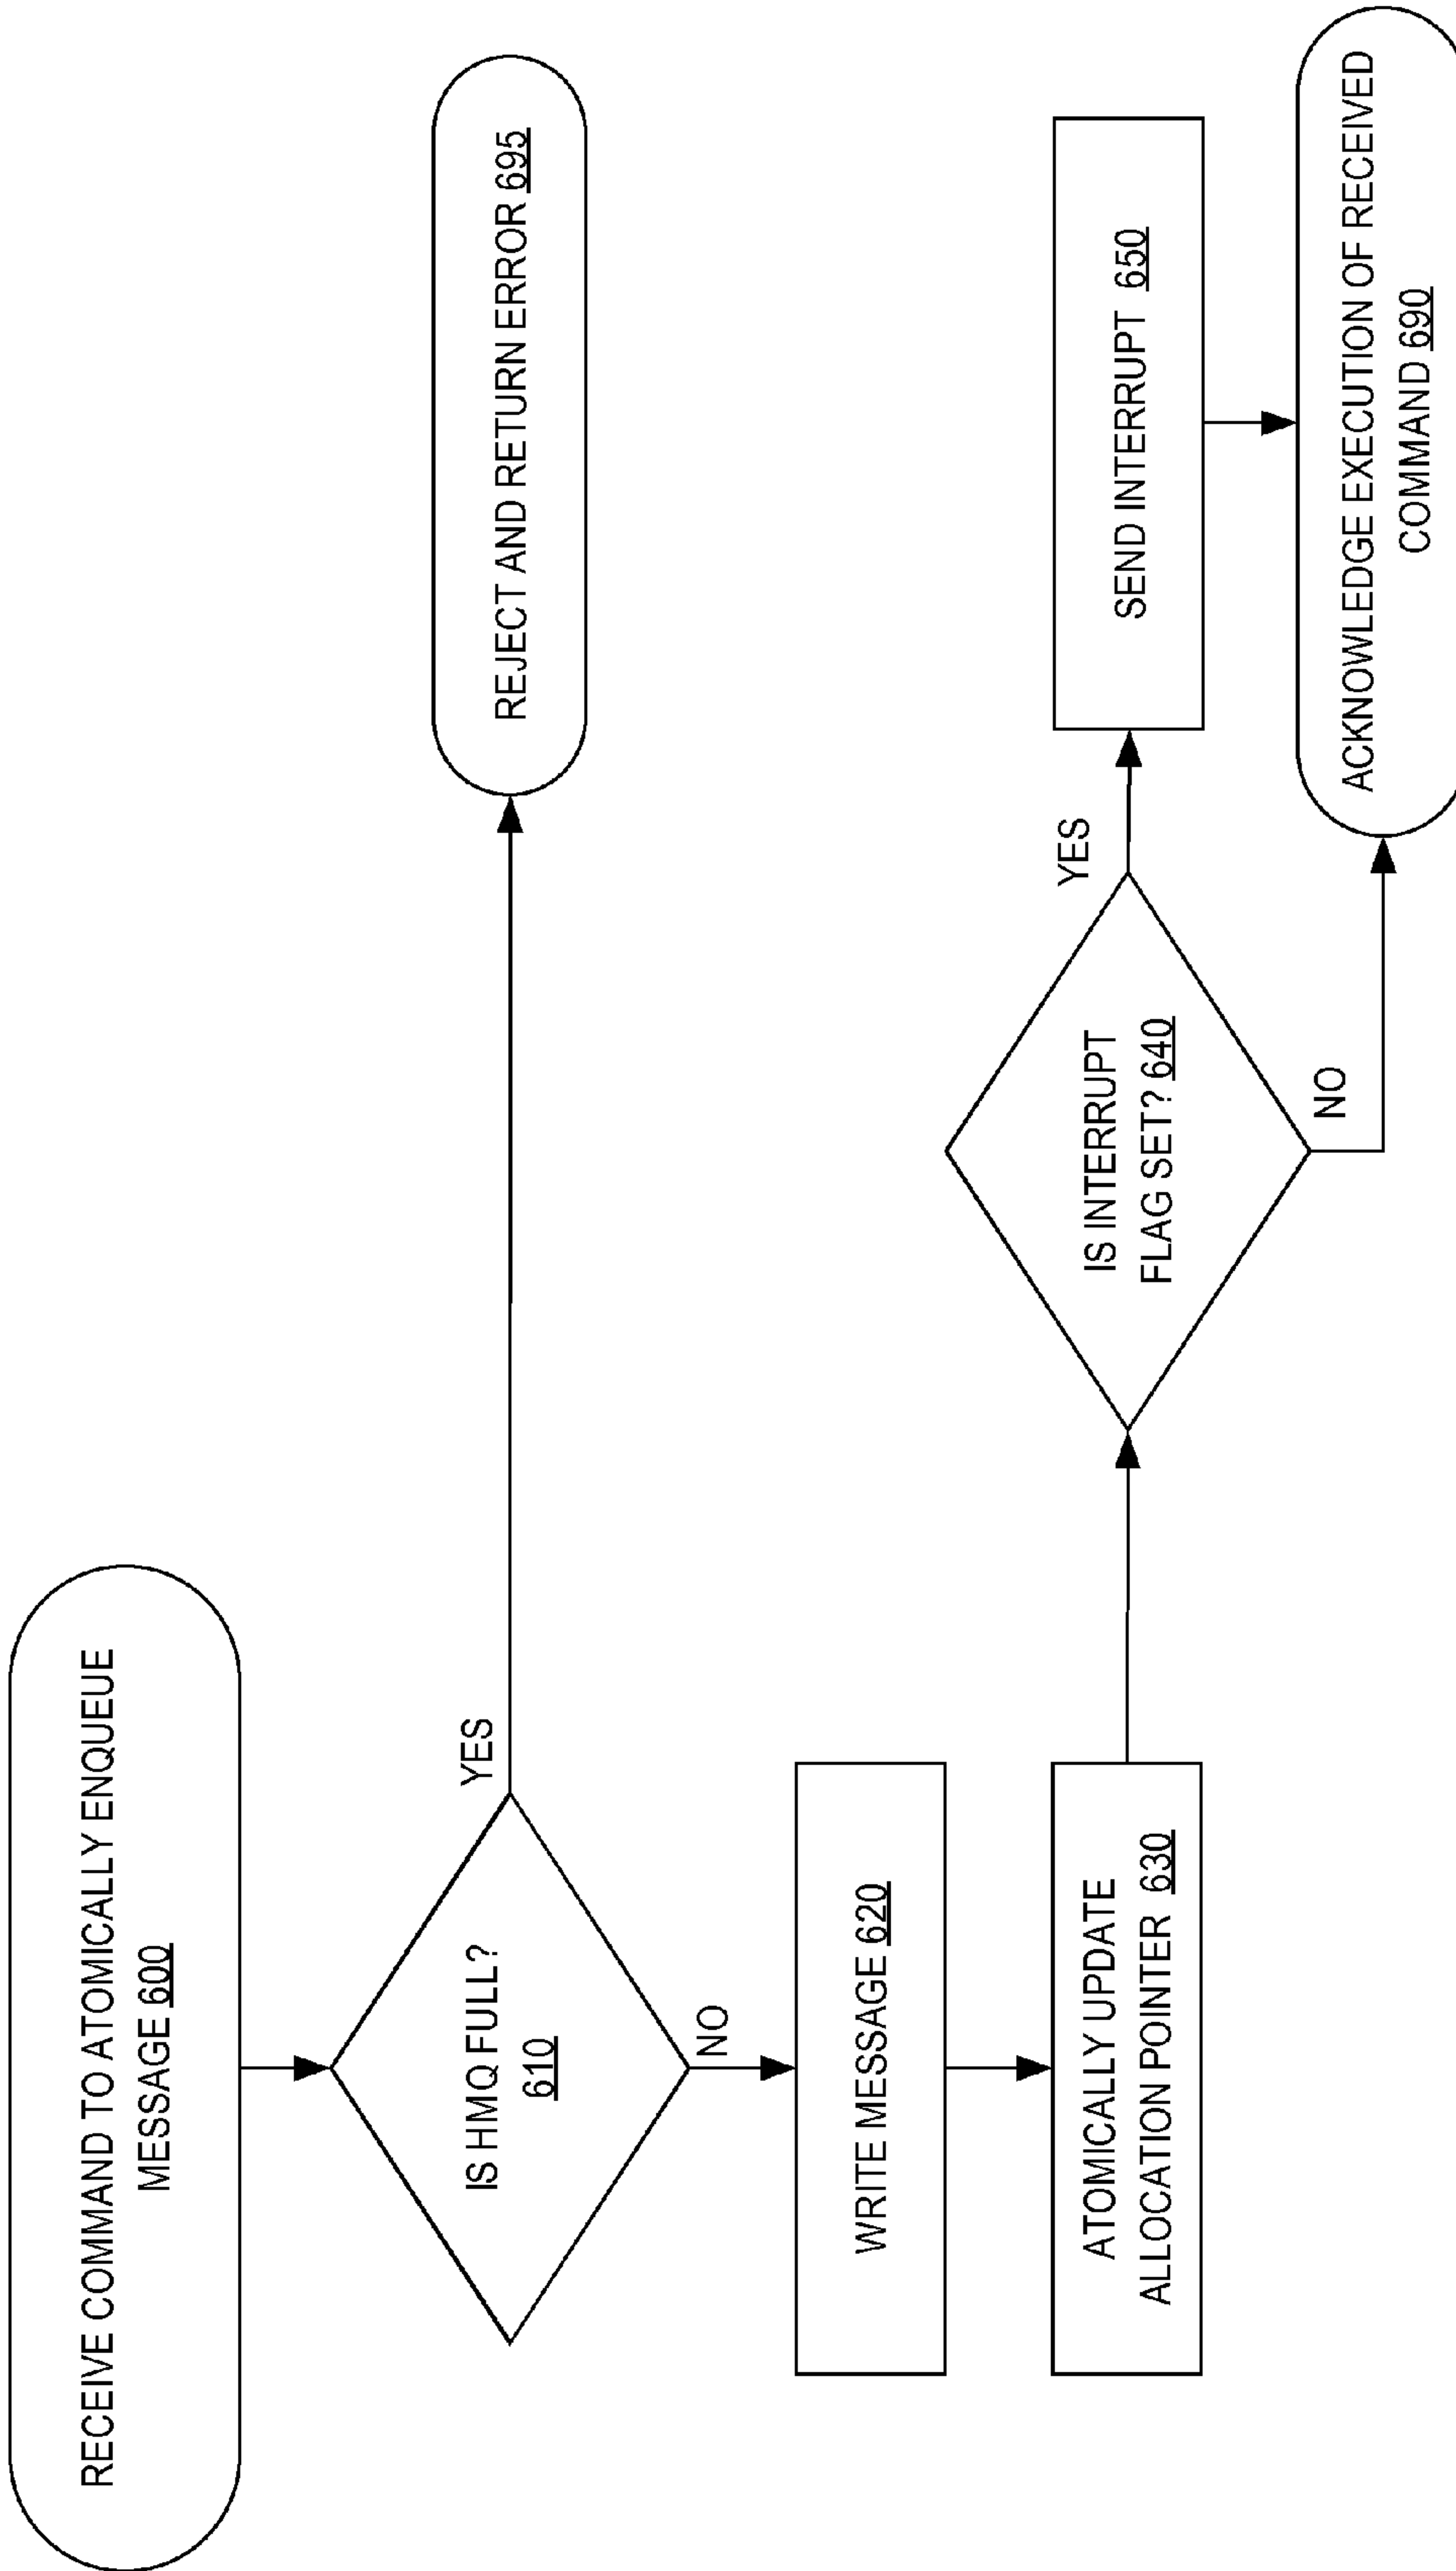 RECEIVE COMMAND TO ATOMICALLY ENQUEUE
MESSAGE 600
IS HMQ FULL?
610
YES
REJECT AND RETURN ERROR 695
NO
WRITE MESSAGE 620
ATOMICALLY UPDATE
ALLOCATION POINTER 630
IS INTERRUPT
FLAG SET? 640
YES
SEND INTERRUPT 650
NO
ACKNOWLEDGE EXECUTION OF RECEIVED
COMMAND 690